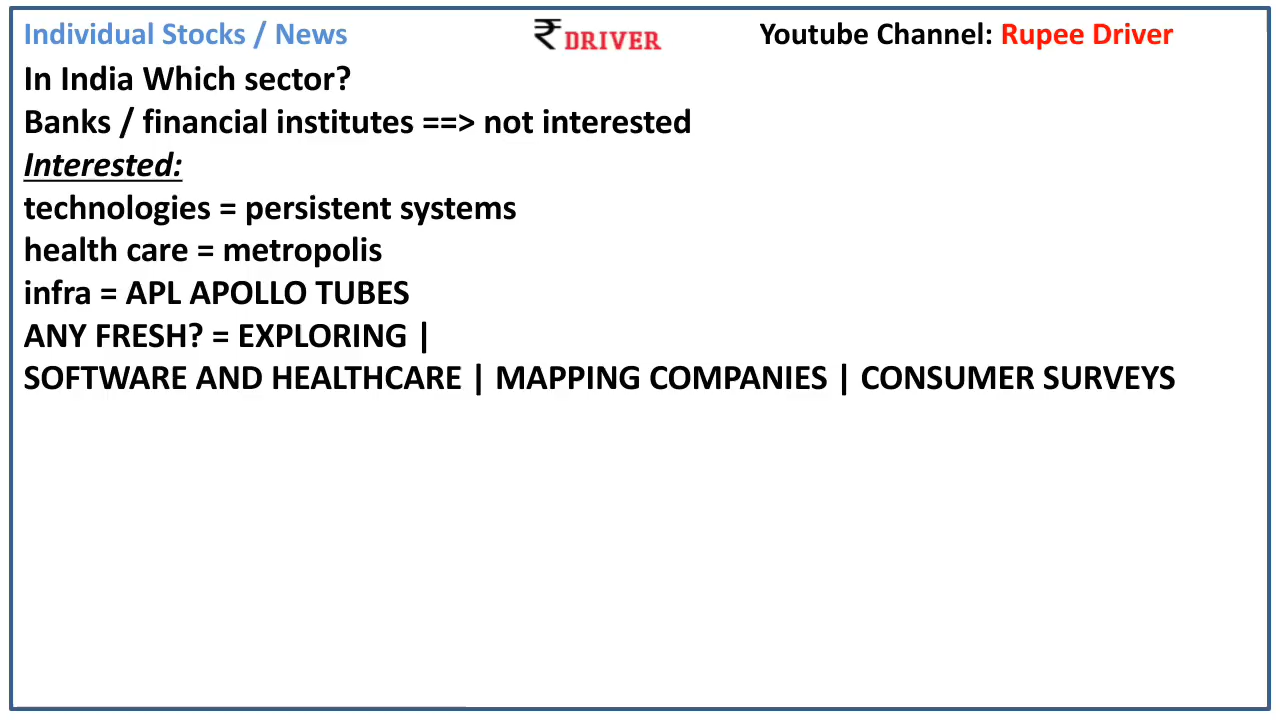 Individual Stocks / News
₹ DRIVER
Youtube Channel: Rupee Driver
In India Which sector?
Banks / financial institutes ==> not interested
Interested:
technologies = persistent systems
health care = metropolis
infra = APL APOLLO TUBES
ANY FRESH? = EXPLORING |
SOFTWARE AND HEALTHCARE | MAPPING COMPANIES | CONSUMER SURVEYS